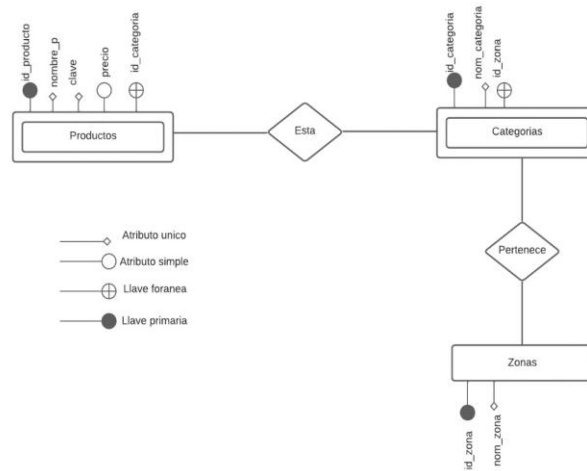 id_producto
nombre_p
clave
precio
id_categoria
id_categoria
nom_categoria
id_zona
Productos
Esta
Categorias
Atributo unico
Atributo simple
Llave foranea
Llave primaria
Pertenece
Zonas
id_zona
nom_zona